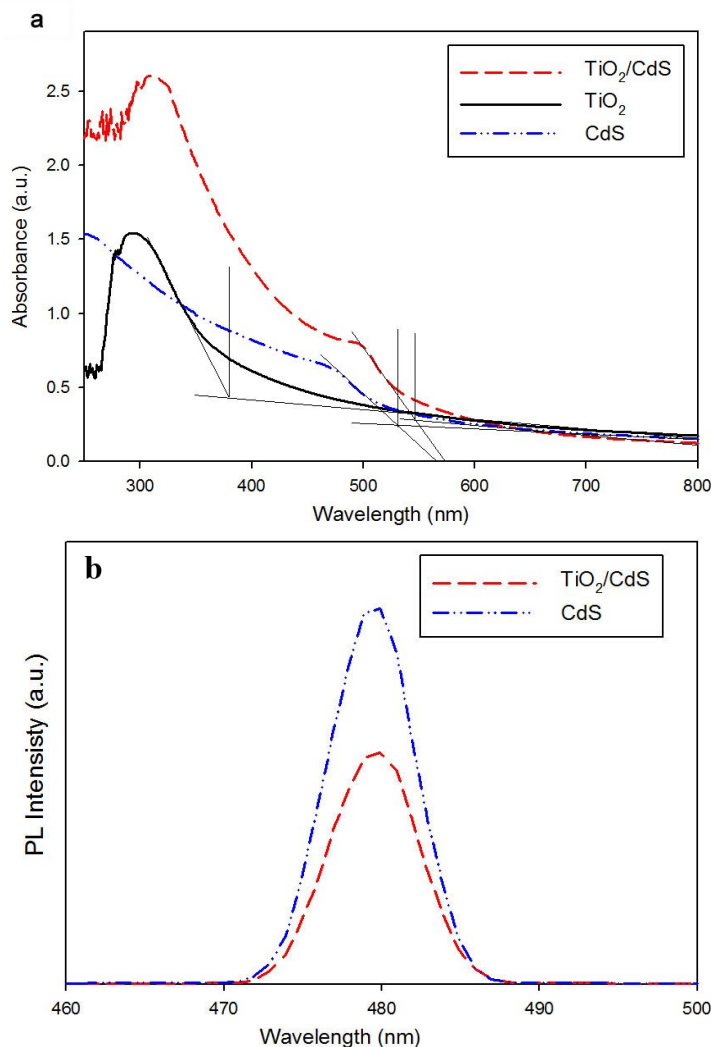 a
2.5
2.0
1.5
1.0
0.5
0.0
Absorbance (a.u.)
TiO₂/CdS
TiO₂
CdS
300 400 500 600 700 800
Wavelength (nm)
b
TiO₂/CdS
CdS
PL Intensisty (a.u.)
460 470 480 490 500
Wavelength (nm)